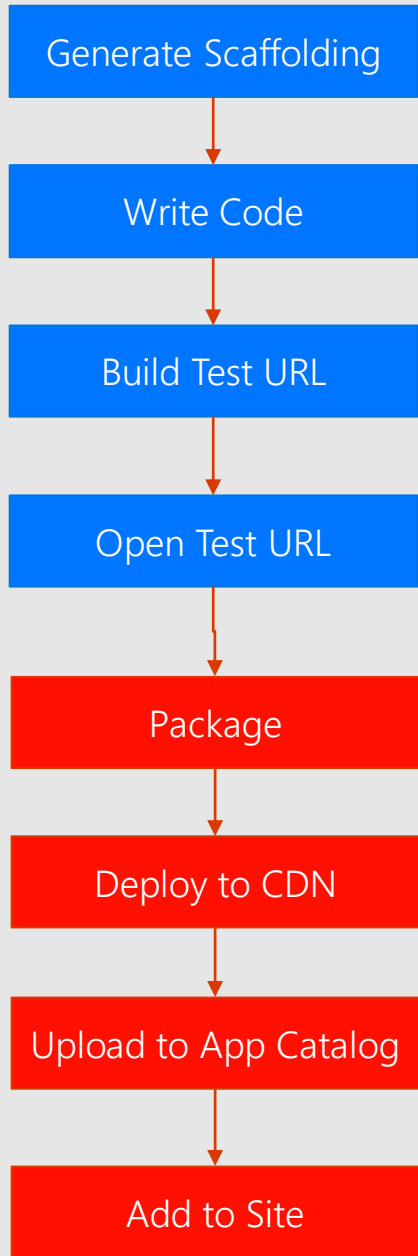 Generate Scaffolding
Write Code
Build Test URL
Open Test URL
Package
Deploy to CDN
Upload to App Catalog
Add to Site